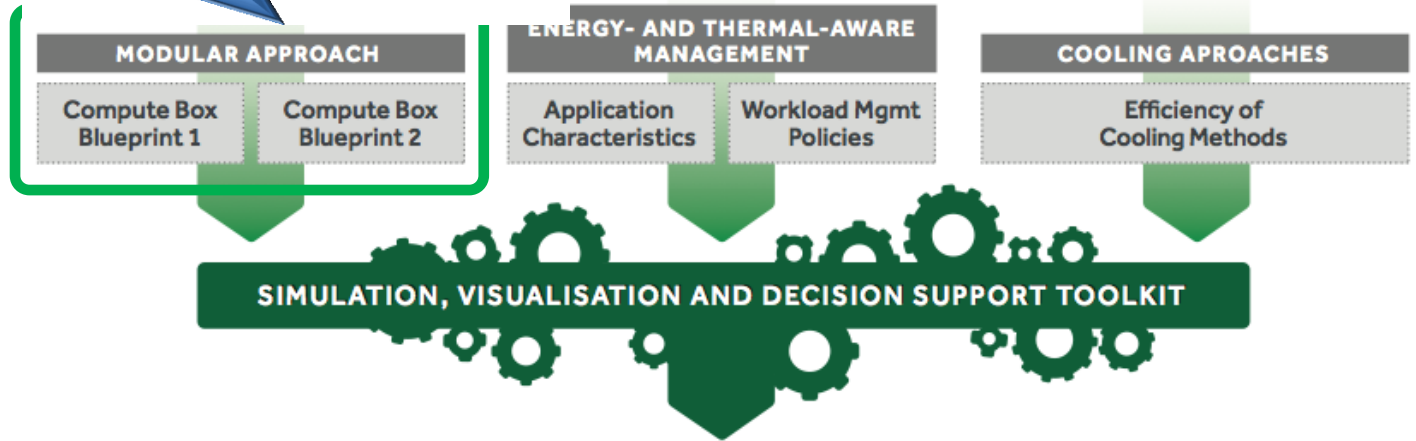 MODULAR APPROACH
Compute Box
Blueprint 1
Compute Box
Blueprint 2
ENERGY- AND THERMAL-AWARE
MANAGEMENT
Application
Characteristics
Workload Mgmt
Policies
COOLING APROACHES
Efficiency of
Cooling Methods
SIMULATION, VISUALISATION AND DECISION SUPPORT TOOLKIT